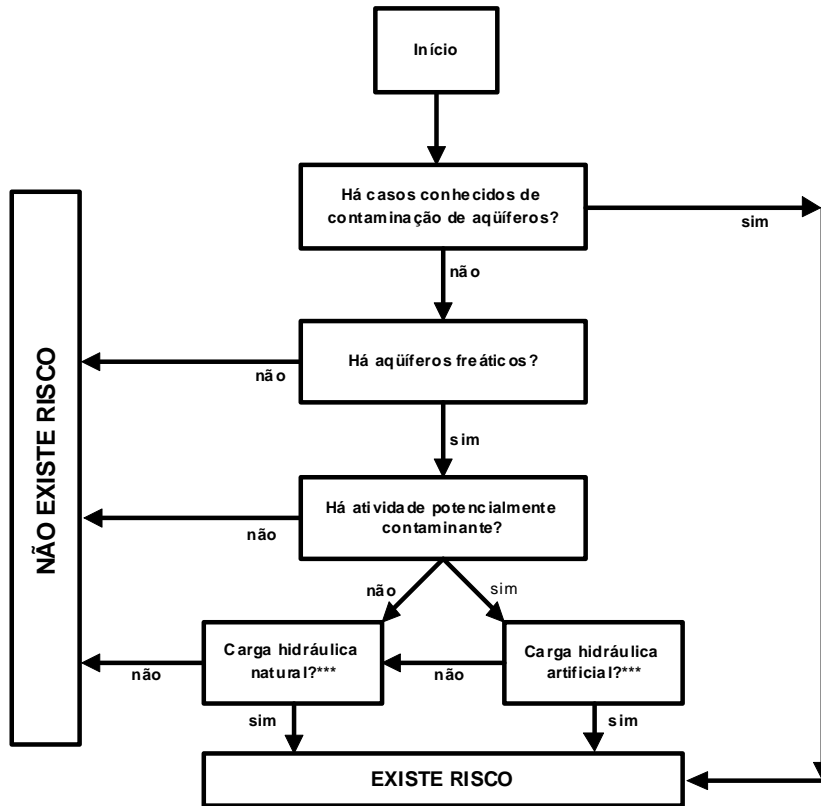 Início
Há casos conhecidos de
contaminação de aqüíferos?
sim
não
Há aqüíferos freáticos?
não
sim
Há atividade potencialmente
contaminante?
não
não
sim
Carga hidráulica
natural?***
Carga hidráulica
artificial?***
não
não
sim
sim
EXISTE RISCO
NÃO EXISTE RISCO